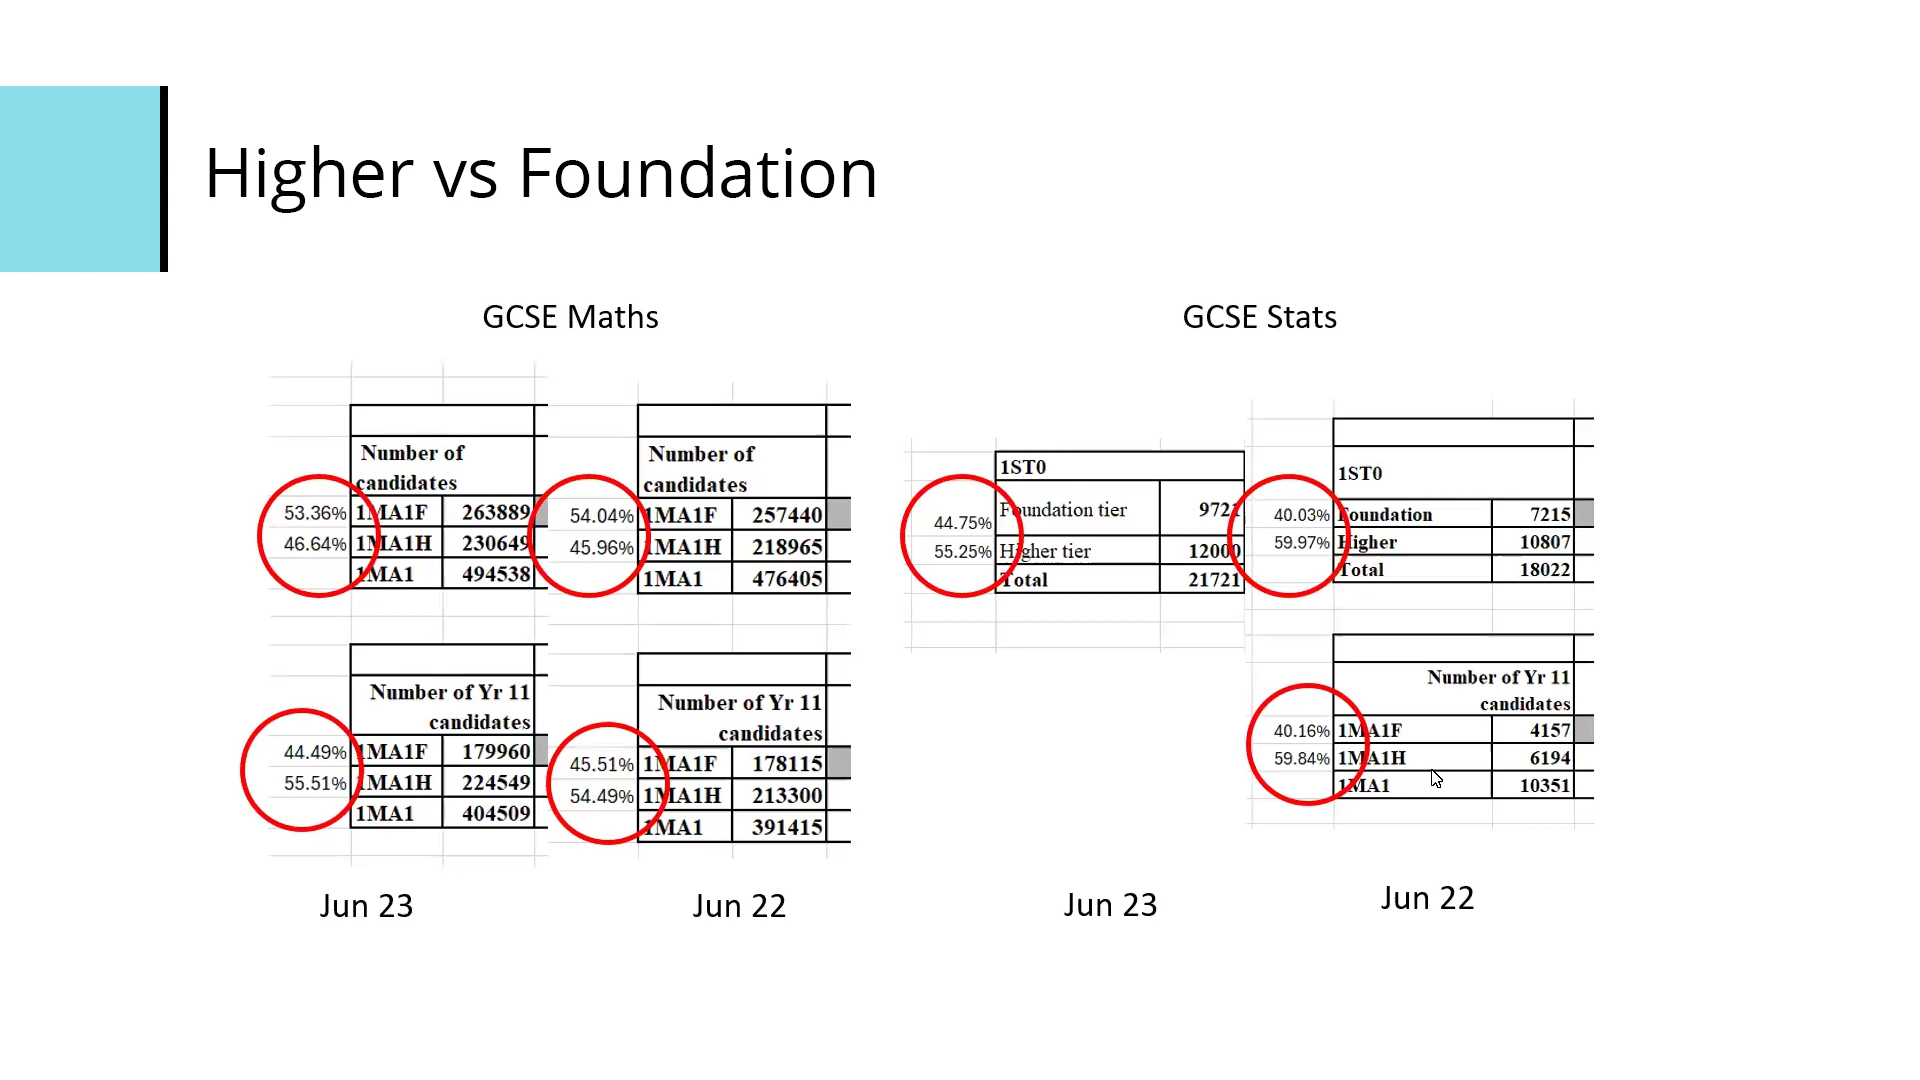 Higher vs Foundation
GCSE Maths
Number of
candidates
53.36% 1MA1F 263889
46.64% 1MA1H 230649
1MA1 494538
Number of Yr 11
candidates
44.49% 1MA1F 179960
55.51% 1MA1H 224549
1MA1 404509
Jun 23
Number of
candidates
54.04% 1MA1F 257440
45.96% 1MA1H 218965
1MA1 476405
Number of Yr 11
candidates
45.51% 1MA1F 178115
54.49% 1MA1H 213300
1MA1 391415
Jun 22
GCSE Stats
1ST0
44.75% Foundation tier 9721
55.25% Higher tier 12000
Total 21721
Jun 23
1ST0
40.03% Foundation 7215
59.97% Higher 10807
Total 18022
Number of Yr 11
candidates
40.16% 1MA1F 4157
59.84% 1MA1H 6194
1MA1 10351
Jun 22